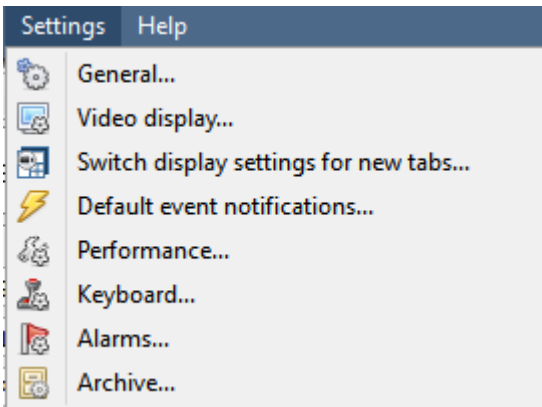 Settings Help
General...
Video display...
Switch display settings for new tabs...
Default event notifications...
Performance...
Keyboard...
Alarms...
Archive...